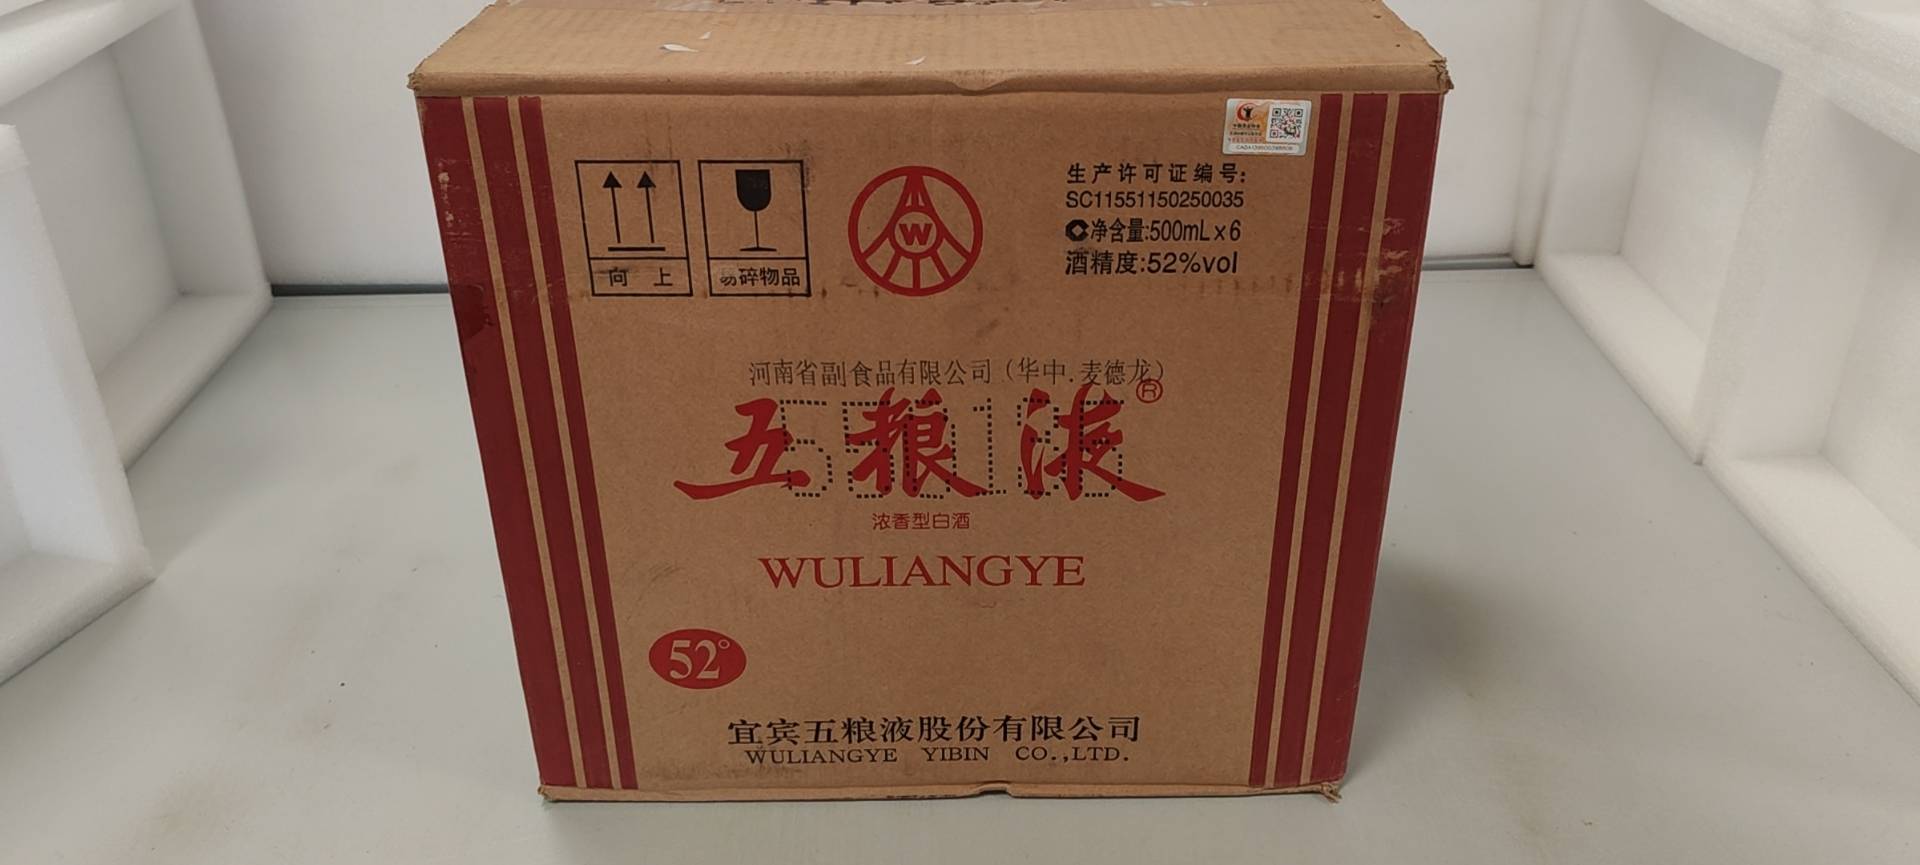 生产许可证编号:
SC11551150250035
净含量:500mL x 6
酒精度:52%vol
向 上
易碎物品
W
河南省副食品有限公司（华中.麦德龙）
五粮液®
浓香型白酒
WULIANGYE
52°
宜宾五粮液股份有限公司
WULIANGYE YIBIN CO.,LTD.